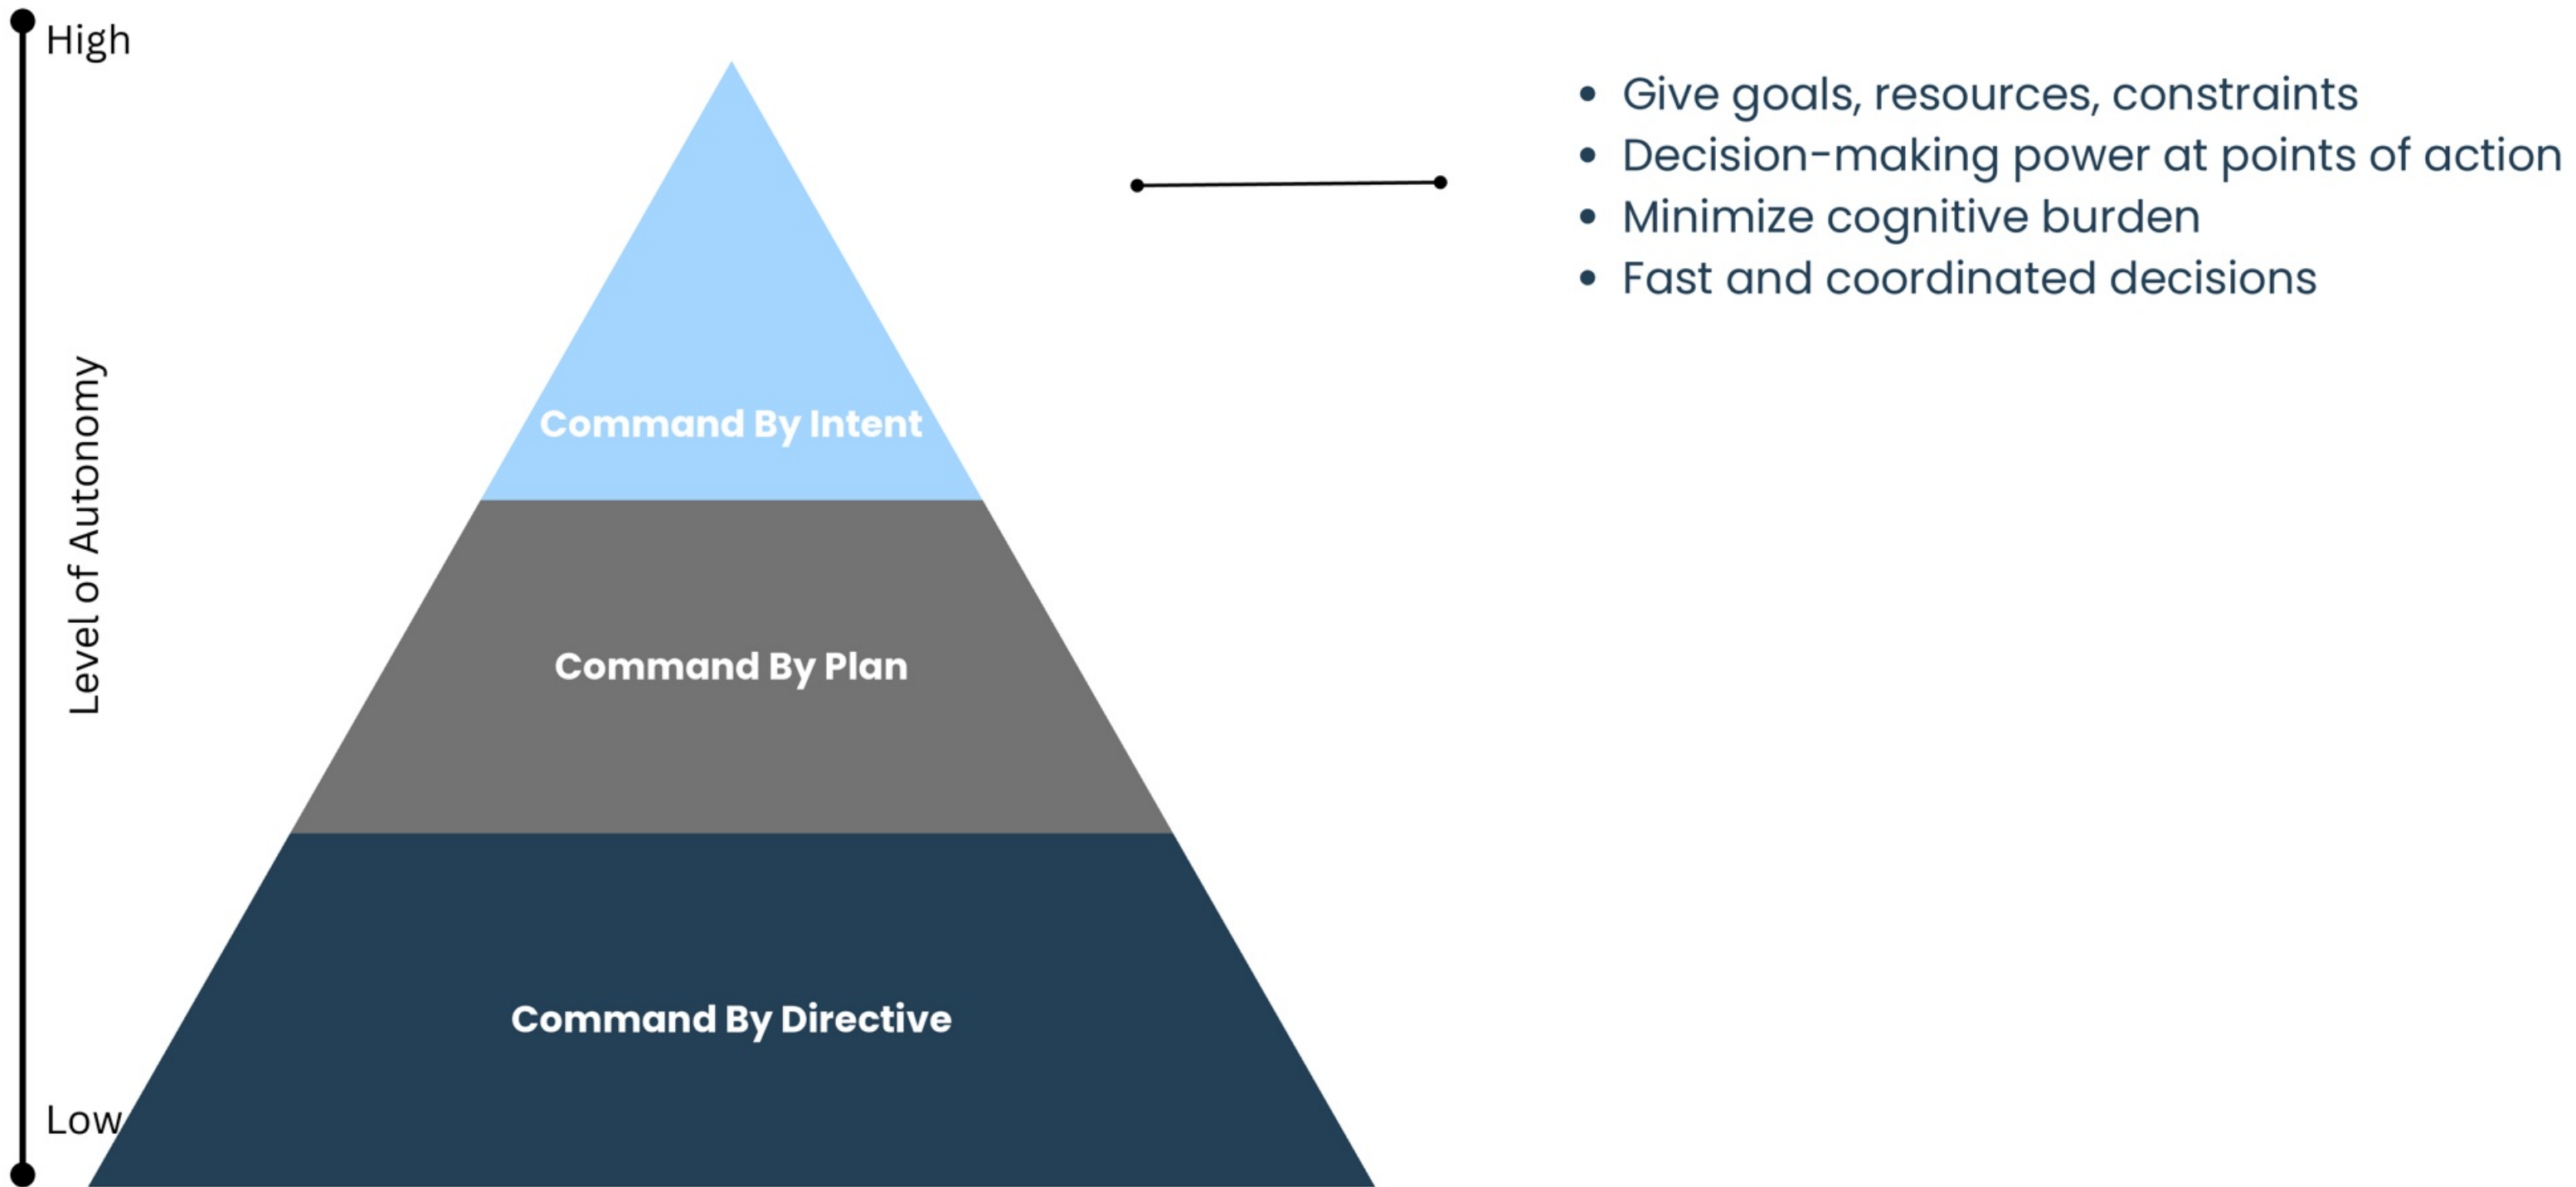 High
Level of Autonomy
Low
Command By Intent
Command By Plan
Command By Directive
• Give goals, resources, constraints
• Decision-making power at points of action
• Minimize cognitive burden
• Fast and coordinated decisions